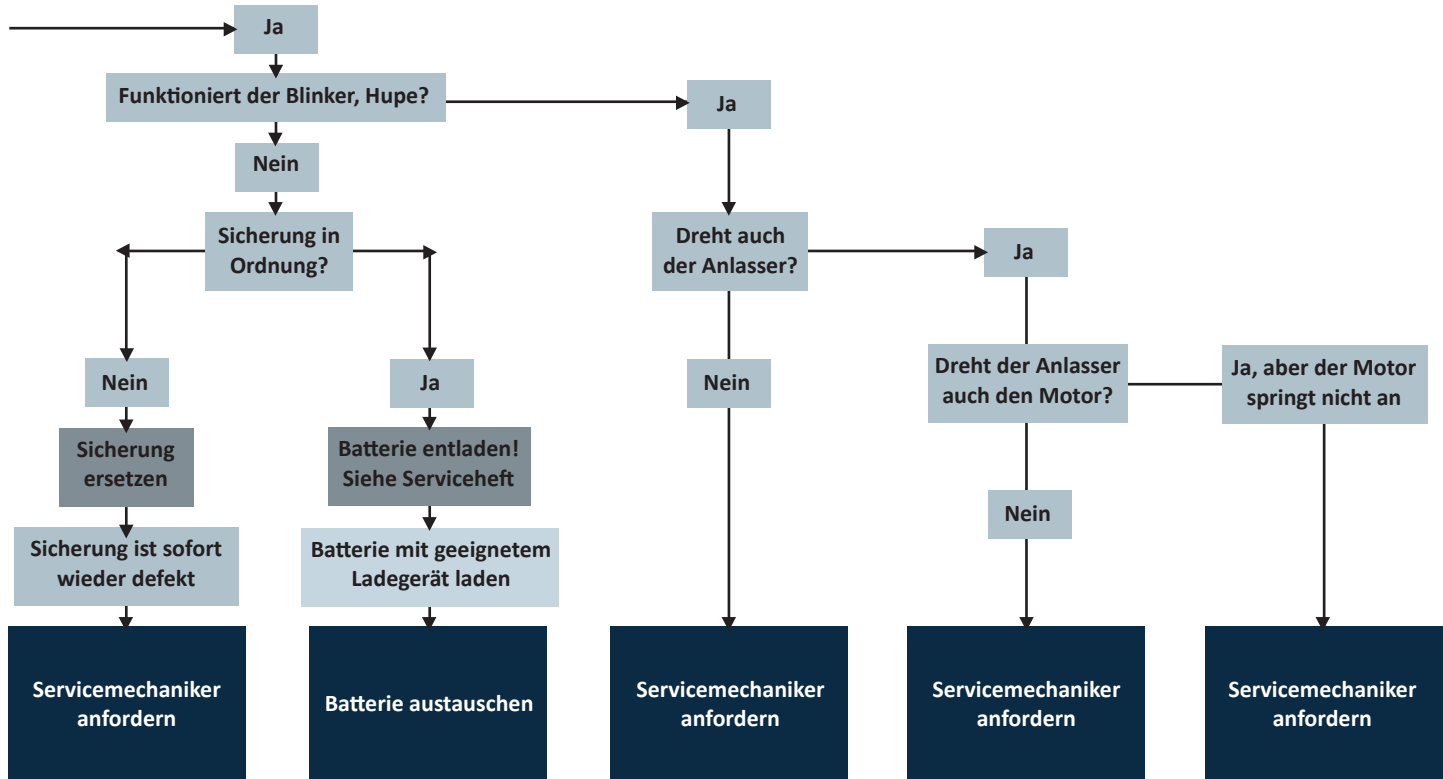 Ja
Funktioniert der Blinker, Hupe?
Ja
Nein
Sicherung in
Ordnung?
Dreht auch
der Anlasser?
Ja
Nein
Ja
Nein
Dreht der Anlasser
auch den Motor?
Ja, aber der Motor
springt nicht an
Sicherung
ersetzen
Batterie entladen!
Siehe Serviceheft
Nein
Sicherung ist sofort
wieder defekt
Batterie mit geeignetem
Ladegerät laden
Servicemechaniker
anfordern
Batterie austauschen
Servicemechaniker
anfordern
Servicemechaniker
anfordern
Servicemechaniker
anfordern